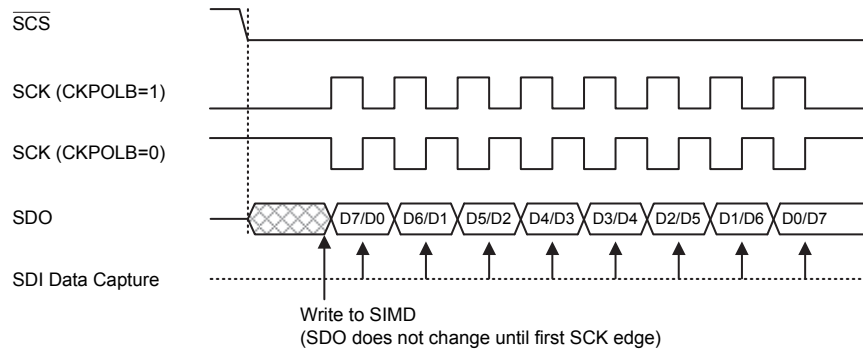 SCS
SCK (CKPOLB=1)
SCK (CKPOLB=0)
SDO
D7/D0 D6/D1 D5/D2 D4/D3 D3/D4 D2/D5 D1/D6 D0/D7
SDI Data Capture
Write to SIMD
(SDO does not change until first SCK edge)